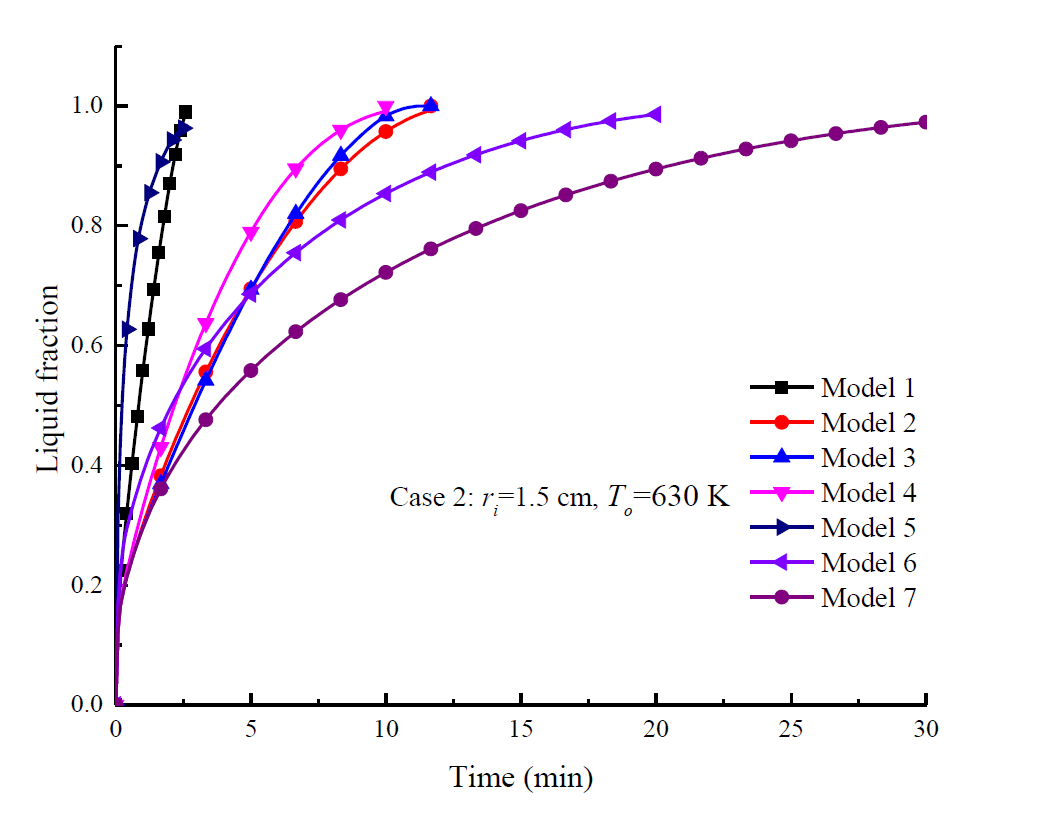 Liquid fraction
1.0
0.8
0.6
0.4
0.2
0.0
Model 1
Model 2
Model 3
Model 4
Model 5
Model 6
Model 7
Case 2: rᵢ=1.5 cm, Tₒ=630 K
0 5 10 15 20 25 30
Time (min)